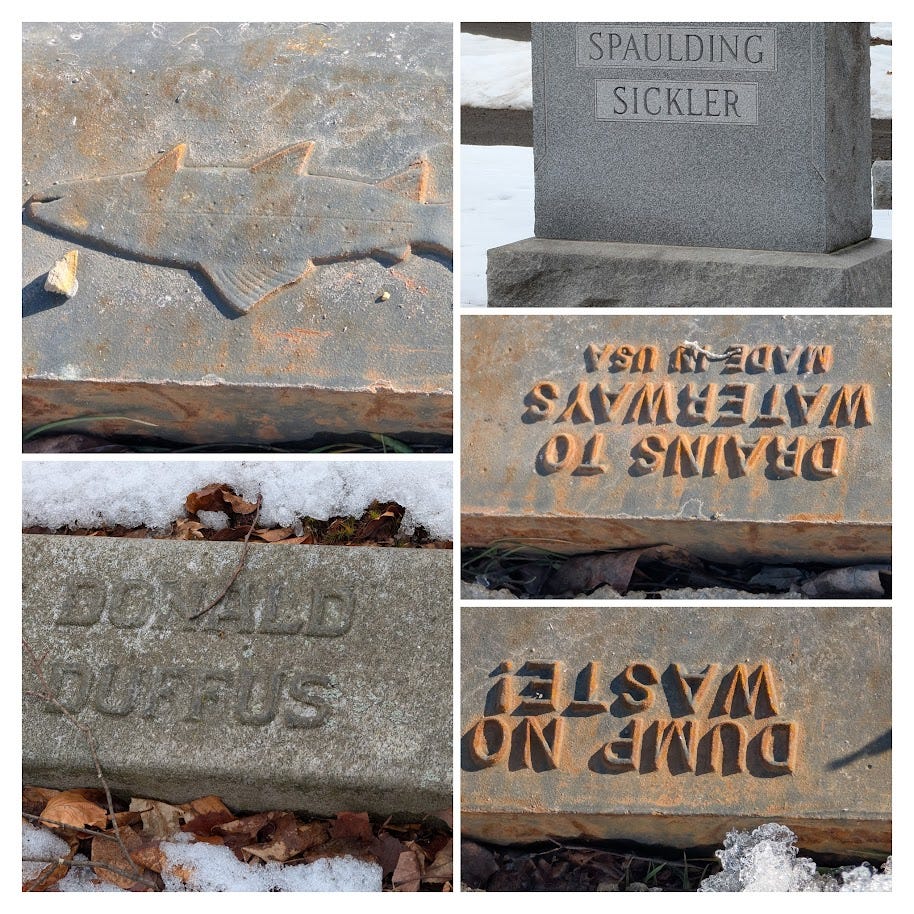 SPAULDING
SICKLER
DRAINS TO
WATERWAYS
MADE IN USA
DONALD
DUFFUS
DUMP NO
WASTE!